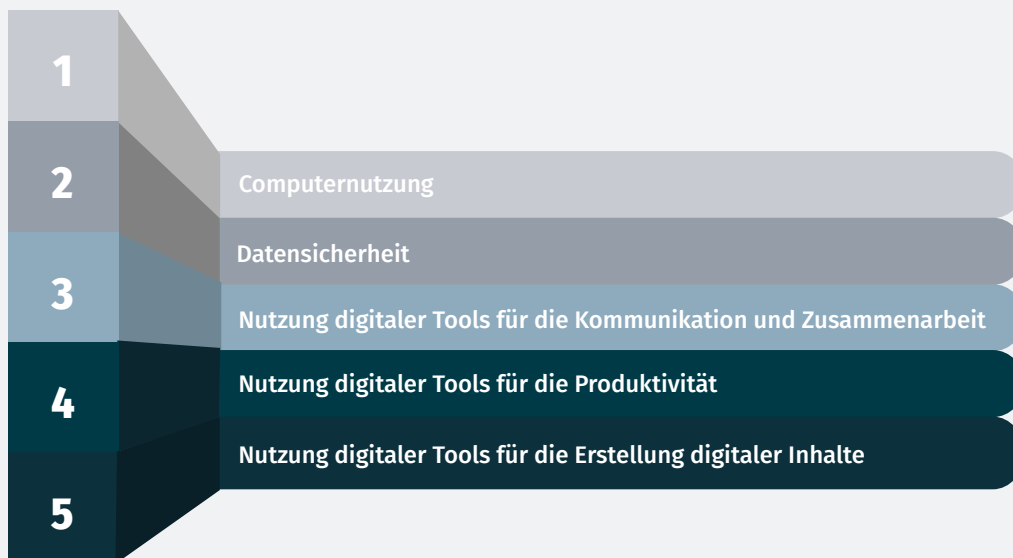 1
Computernutzung
2
Datensicherheit
3
Nutzung digitaler Tools für die Kommunikation und Zusammenarbeit
4
Nutzung digitaler Tools für die Produktivität
5
Nutzung digitaler Tools für die Erstellung digitaler Inhalte